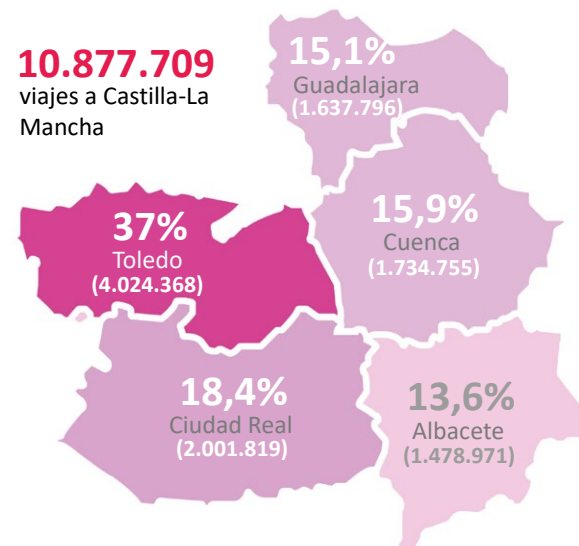 10.877.709
viajes a Castilla-La
Mancha
15,1%
Guadalajara
(1.637.796)
37%
Toledo
(4.024.368)
15,9%
Cuenca
(1.734.755)
18,4%
Ciudad Real
(2.001.819)
13,6%
Albacete
(1.478.971)